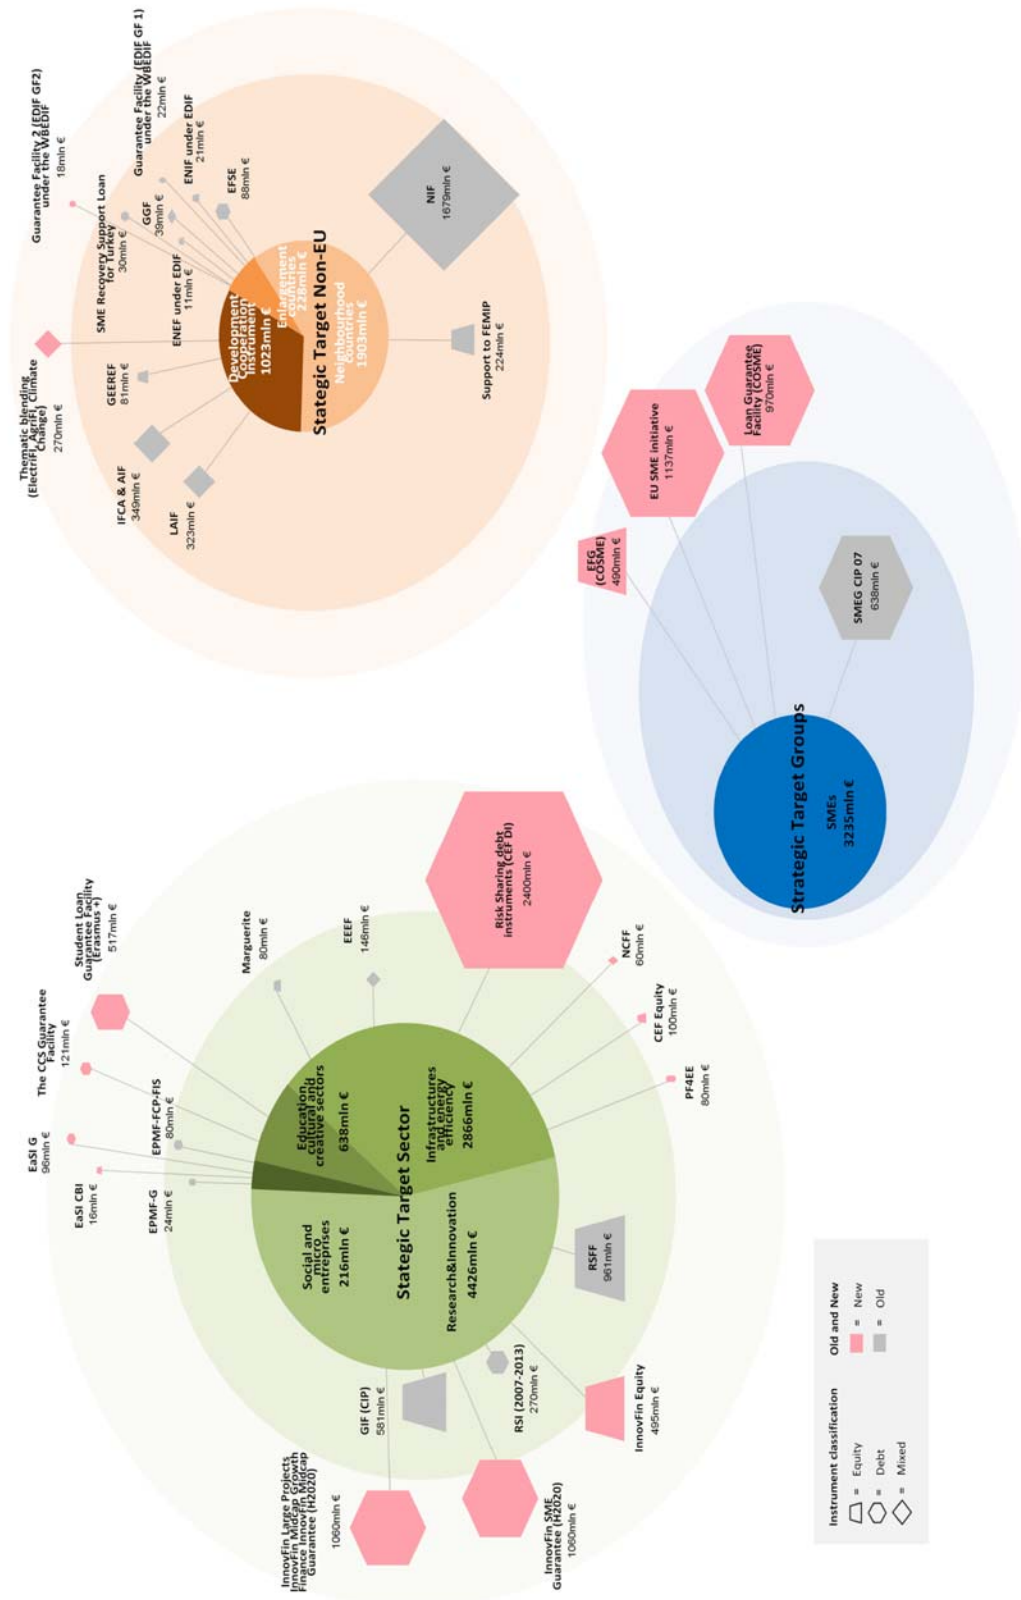 InnovFin Large Projects
InnovFin Midcap Growth
Finance InnovFin Midcap
Guarantee (H2020)
1060mln €
InnovFin SME
Guarantee (H2020)
1060mln €
GIF (CIP)
581mln €
RSI (2007-2013)
270mln €
InnovFin Equity
495mln €
RSFF
961mln €
EaSI CBI
16mln €
EaSI G
96mln €
EPMF-G
24mln €
EPMF-FCP-FIS
80mln €
The CCS Guarantee
Facility
121mln €
Student Loan
Guarantee Facility
(Erasmus +)
517mln €
Marguerite
80mln €
EEEF
146mln €
Risk Sharing debt
instruments (CEF DI)
2400mln €
NCFF
60mln €
CEF Equity
100mln €
PF4EE
80mln €
Social and
micro
entreprises
216mln €
Education,
cultural and
creative sectors
638mln €
Stategic Target Sector
Infrastructures
and energy
efficiency
2866mln €
Research&Innovation
4426mln €
Thematic blending
(ElectriFI, AgriFI, Climate
Change)
270mln €
GEEREF
81mln €
IFCA & AIF
349mln €
LAIF
323mln €
Guarantee Facility 2 (EDIF GF2)
under the WBEDIF
18mln €
SME Recovery Support Loan
for Turkey
30mln €
ENEF under EDIF
11mln €
GGF
39mln €
Guarantee Facility (EDIF GF 1)
under the WBEDIF
22mln €
ENIF under EDIF
21mln €
EFSE
88mln €
Development
Cooperation
Instrument
1023mln €
Enlargement
countries
228mln €
Stategic Target Non-EU
Neighbourhood
countries
1903mln €
NIF
1679mln €
Support to FEMIP
224mln €
EFG
(COSME)
490mln €
EU SME initiative
1137mln €
Loan Guarantee
Facility (COSME)
970mln €
SMEG CIP 07
638mln €
Strategic Target Groups
SMEs
3235mln €
Instrument classification
= Equity
= Debt
= Mixed
Old and New
= New
= Old